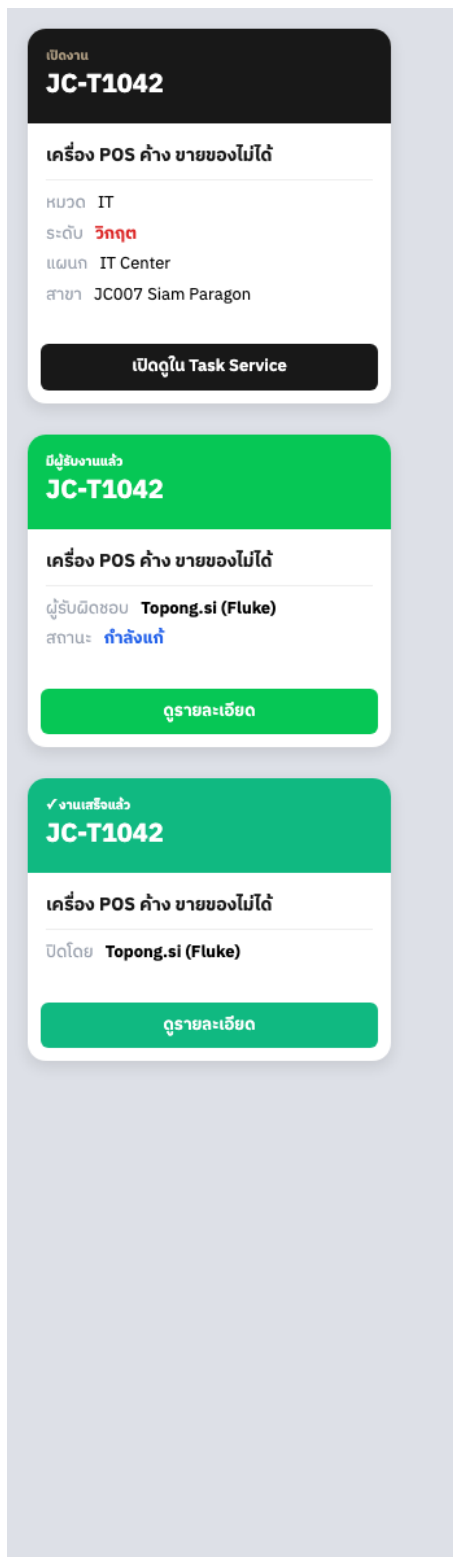 เปิดงาน
JC-T1042
เครื่อง POS ค้าง ขายของไม่ได้
หมวด IT
ระดับ วิกฤต
แผนก IT Center
สาขา JC007 Siam Paragon
เปิดดูใน Task Service
มีผู้รับงานแล้ว
JC-T1042
เครื่อง POS ค้าง ขายของไม่ได้
ผู้รับผิดชอบ Topong.si (Fluke)
สถานะ กำลังแก้
ดูรายละเอียด
✓ งานเสร็จแล้ว
JC-T1042
เครื่อง POS ค้าง ขายของไม่ได้
ปิดโดย Topong.si (Fluke)
ดูรายละเอียด